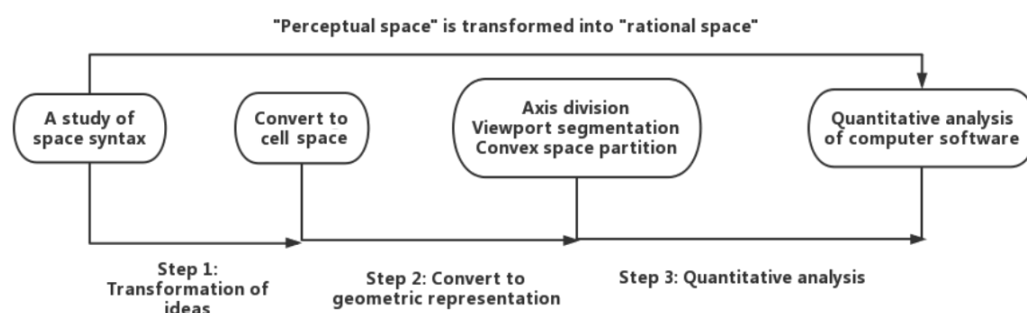 "Perceptual space" is transformed into "rational space"
A study of
space syntax
Convert to
cell space
Axis division
Viewport segmentation
Convex space partition
Quantitative analysis
of computer software
Step 1:
Transformation of
ideas
Step 2: Convert to
geometric representation
Step 3: Quantitative analysis